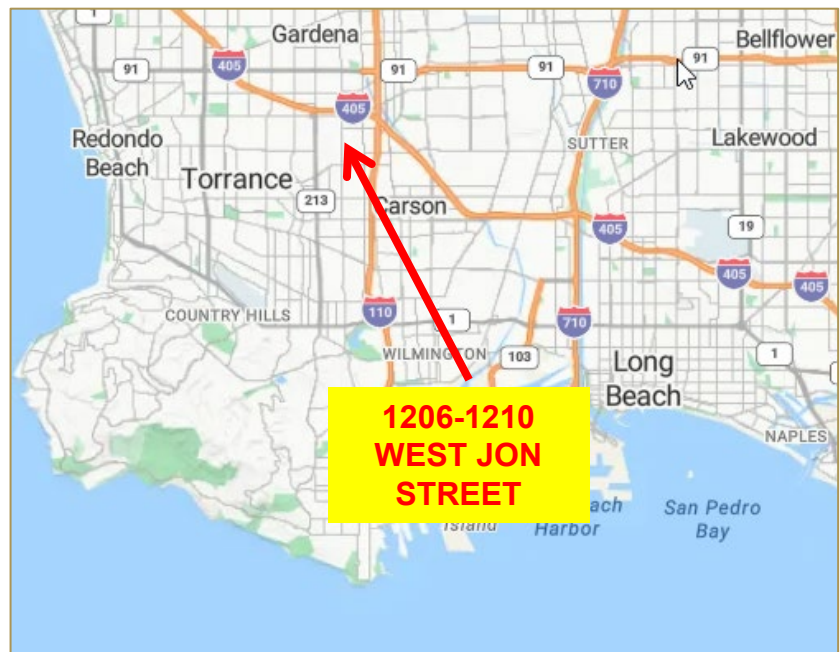 1
Gardena
Bellflower
91
405
91
91
91
710
405
SUTTER
Redondo
Beach
Lakewood
Torrance
213
Carson
19
405
405
405
COUNTRY HILLS
110
1
710
WILMINGTON
103
1
Long
Beach
1206-1210
WEST JON
STREET
NAPLES
ach
Island
Harbor
San Pedro
Bay